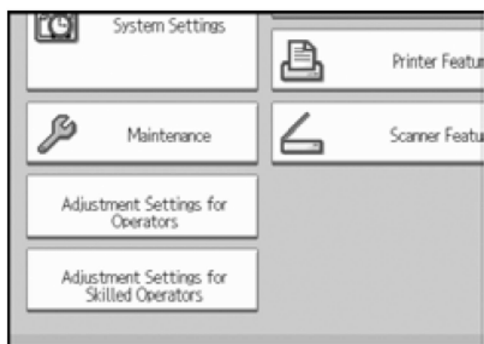 System Settings
Printer Featu
Maintenance
Scanner Featu
Adjustment Settings for
Operators
Adjustment Settings for
Skilled Operators